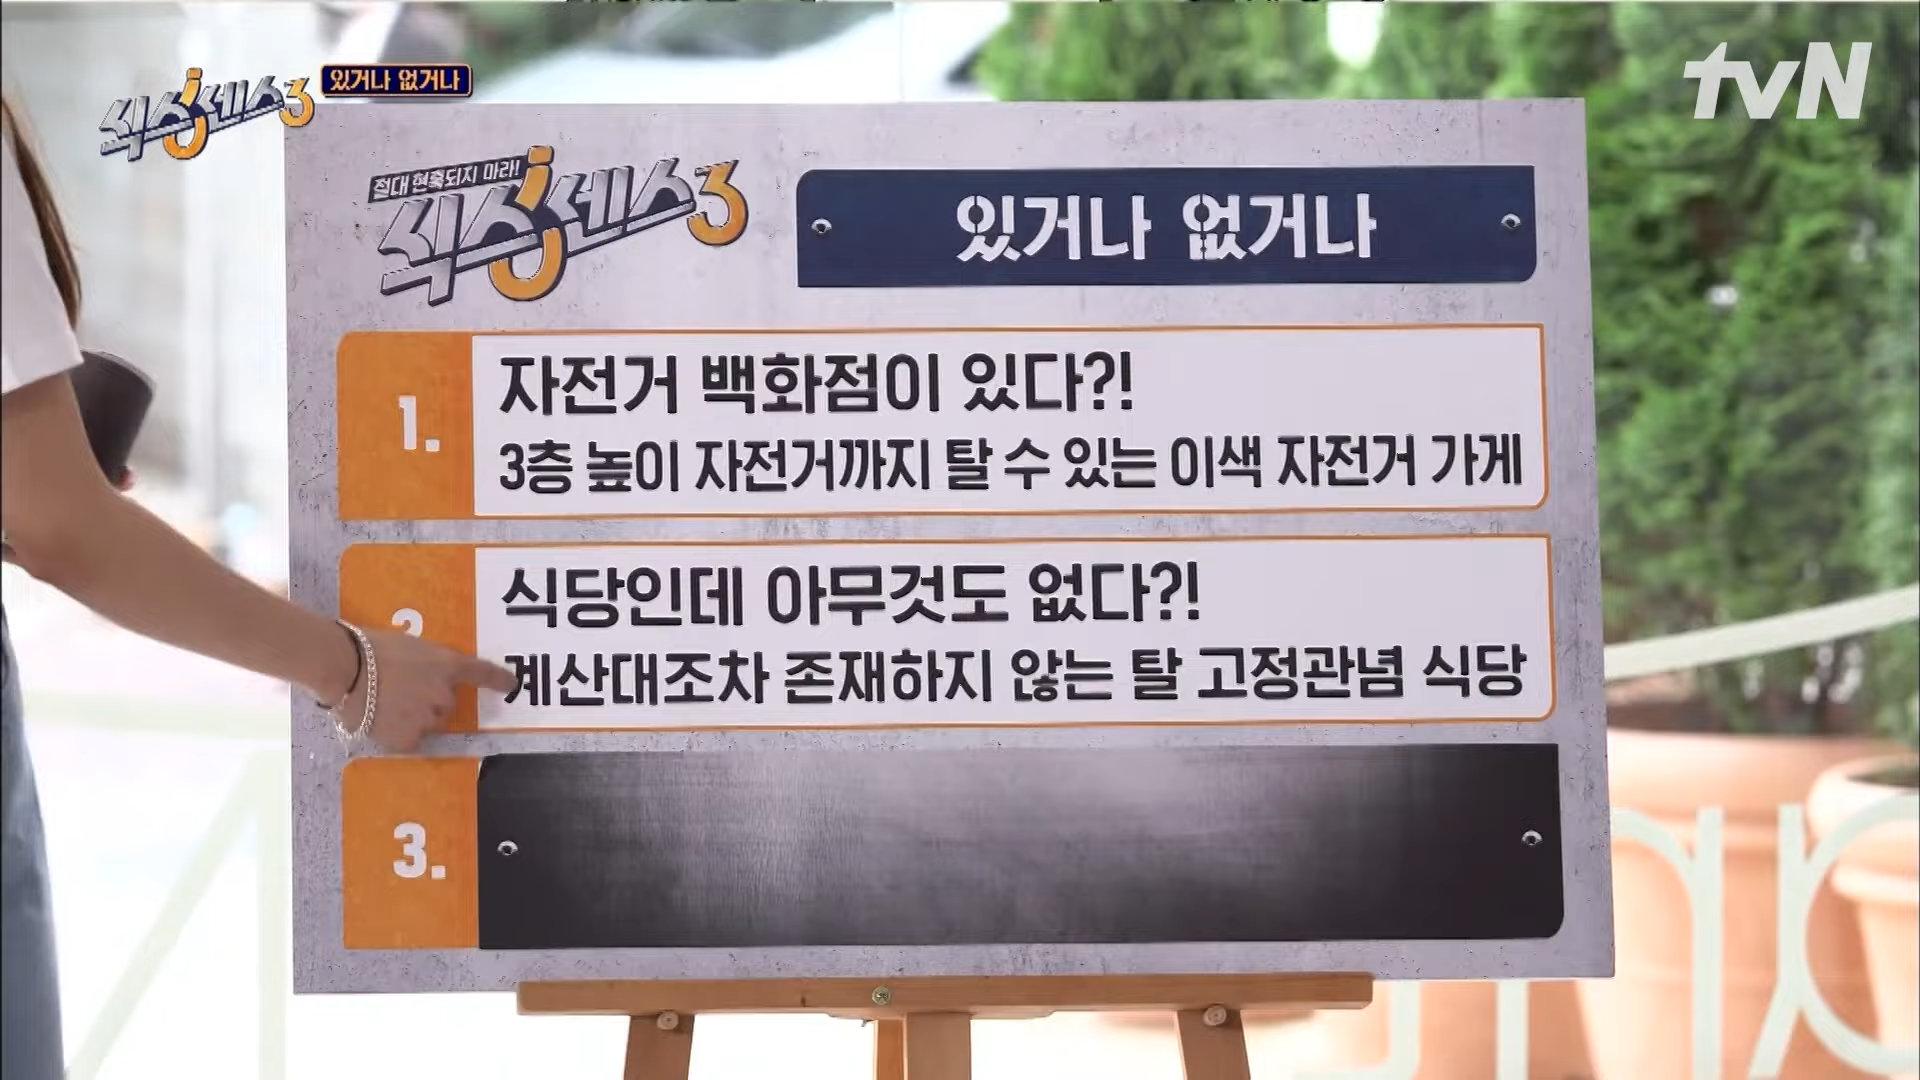 식스센스3
있거나 없거나
tvN
절대 현혹되지 마라!
식스센스3
있거나 없거나
1.
자전거 백화점이 있다?!
3층 높이 자전거까지 탈 수 있는 이색 자전거 가게
2
식당인데 아무것도 없다?!
계산대조차 존재하지 않는 탈 고정관념 식당
3.